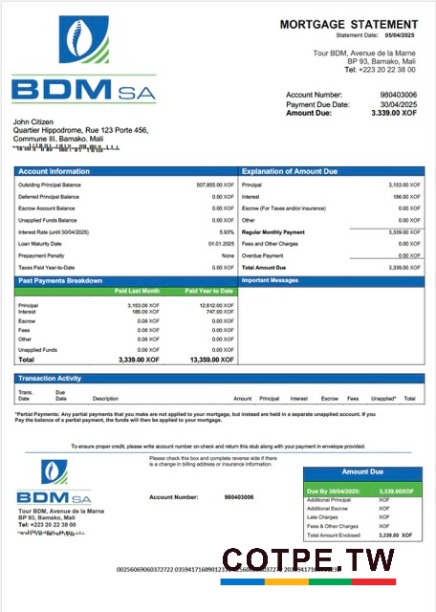 MORTGAGE STATEMENT
Statement Date: 05/04/2025
Tour BDM, Avenue de la Marne
BP 93, Bamako, Mali
Tel: +223 20 22 38 00
BDM SA
Account Number: 980403006
Payment Due Date: 30/04/2025
Amount Due: 3.339.00 XOF
John Citizen
Quartier Hippodrome, Rue 123 Porte 456,
Commune III, Bamako, Mali
Account Information
Outsiding Principal Balance 507,855.00 XOF
Deferred Principal Balance 0.00 XOF
Escrow Account Balance 0.00 XOF
Unapplied Funds Balance 0.00 XOF
Interest Rate (until 30/04/2025) 5.93%
Loan Maturity Date 01.01.2029
Prepayment Penalty None
Taxes Paid Year-to-Date 0.00 XOF
Explanation of Amount Due
Principal 3,153.00 XOF
Interest 186.00 XOF
Escrow (For Taxes and/or insurance) 0.00 XOF
Other 0.00 XOF
Regular Monthly Payment 3,339.00 XOF
Fees and Other Charges 0.00 XOF
Overdue Payment 0.00 XOF
Total Amount Due 3,339.00 XOF
Past Payments Breakdown
Paid Last Month Paid Year to Date
Principal 3,153.00 XOF 12,612.00 XOF
Interest 186.00 XOF 747.00 XOF
Escrow 0.00 XOF 0.00 XOF
Fees 0.00 XOF 0.00 XOF
Other 0.00 XOF 0.00 XOF
Unapplied Funds 0.00 XOF 0.00 XOF
Total 3,339.00 XOF 13,359.00 XOF
Important Messages
Transaction Activity
Trans. Date Due Date Description Amount Principal Interest Escrow Fees Unapplied* Total
*Partial Payments: Any partial payments that you make are not applied to your mortgage, but instead are held in a separate unapplied account. If you
Pay the balance of a partial payment, the funds will then be applied to your mortgage.
To ensure proper credit, please write account number on check and return this stub along with your payment in envelope provided.
Please check this box and complete reverse side if there
is a change in billing address or insurance information.
BDM SA
Account Number: 980403006
Tour BDM, Avenue de la Marne
BP 93, Bamako, Mali
Tel: +223 20 22 38 00
Amount Due
Due By 30/04/2025: 3,339.00XOF
Additional Principal XOF
Additional Escrow XOF
Late Charges XOF
Fees & Other Charges XOF
Total Amount Enclosed 3,339.00 XOF
COTPE.TW